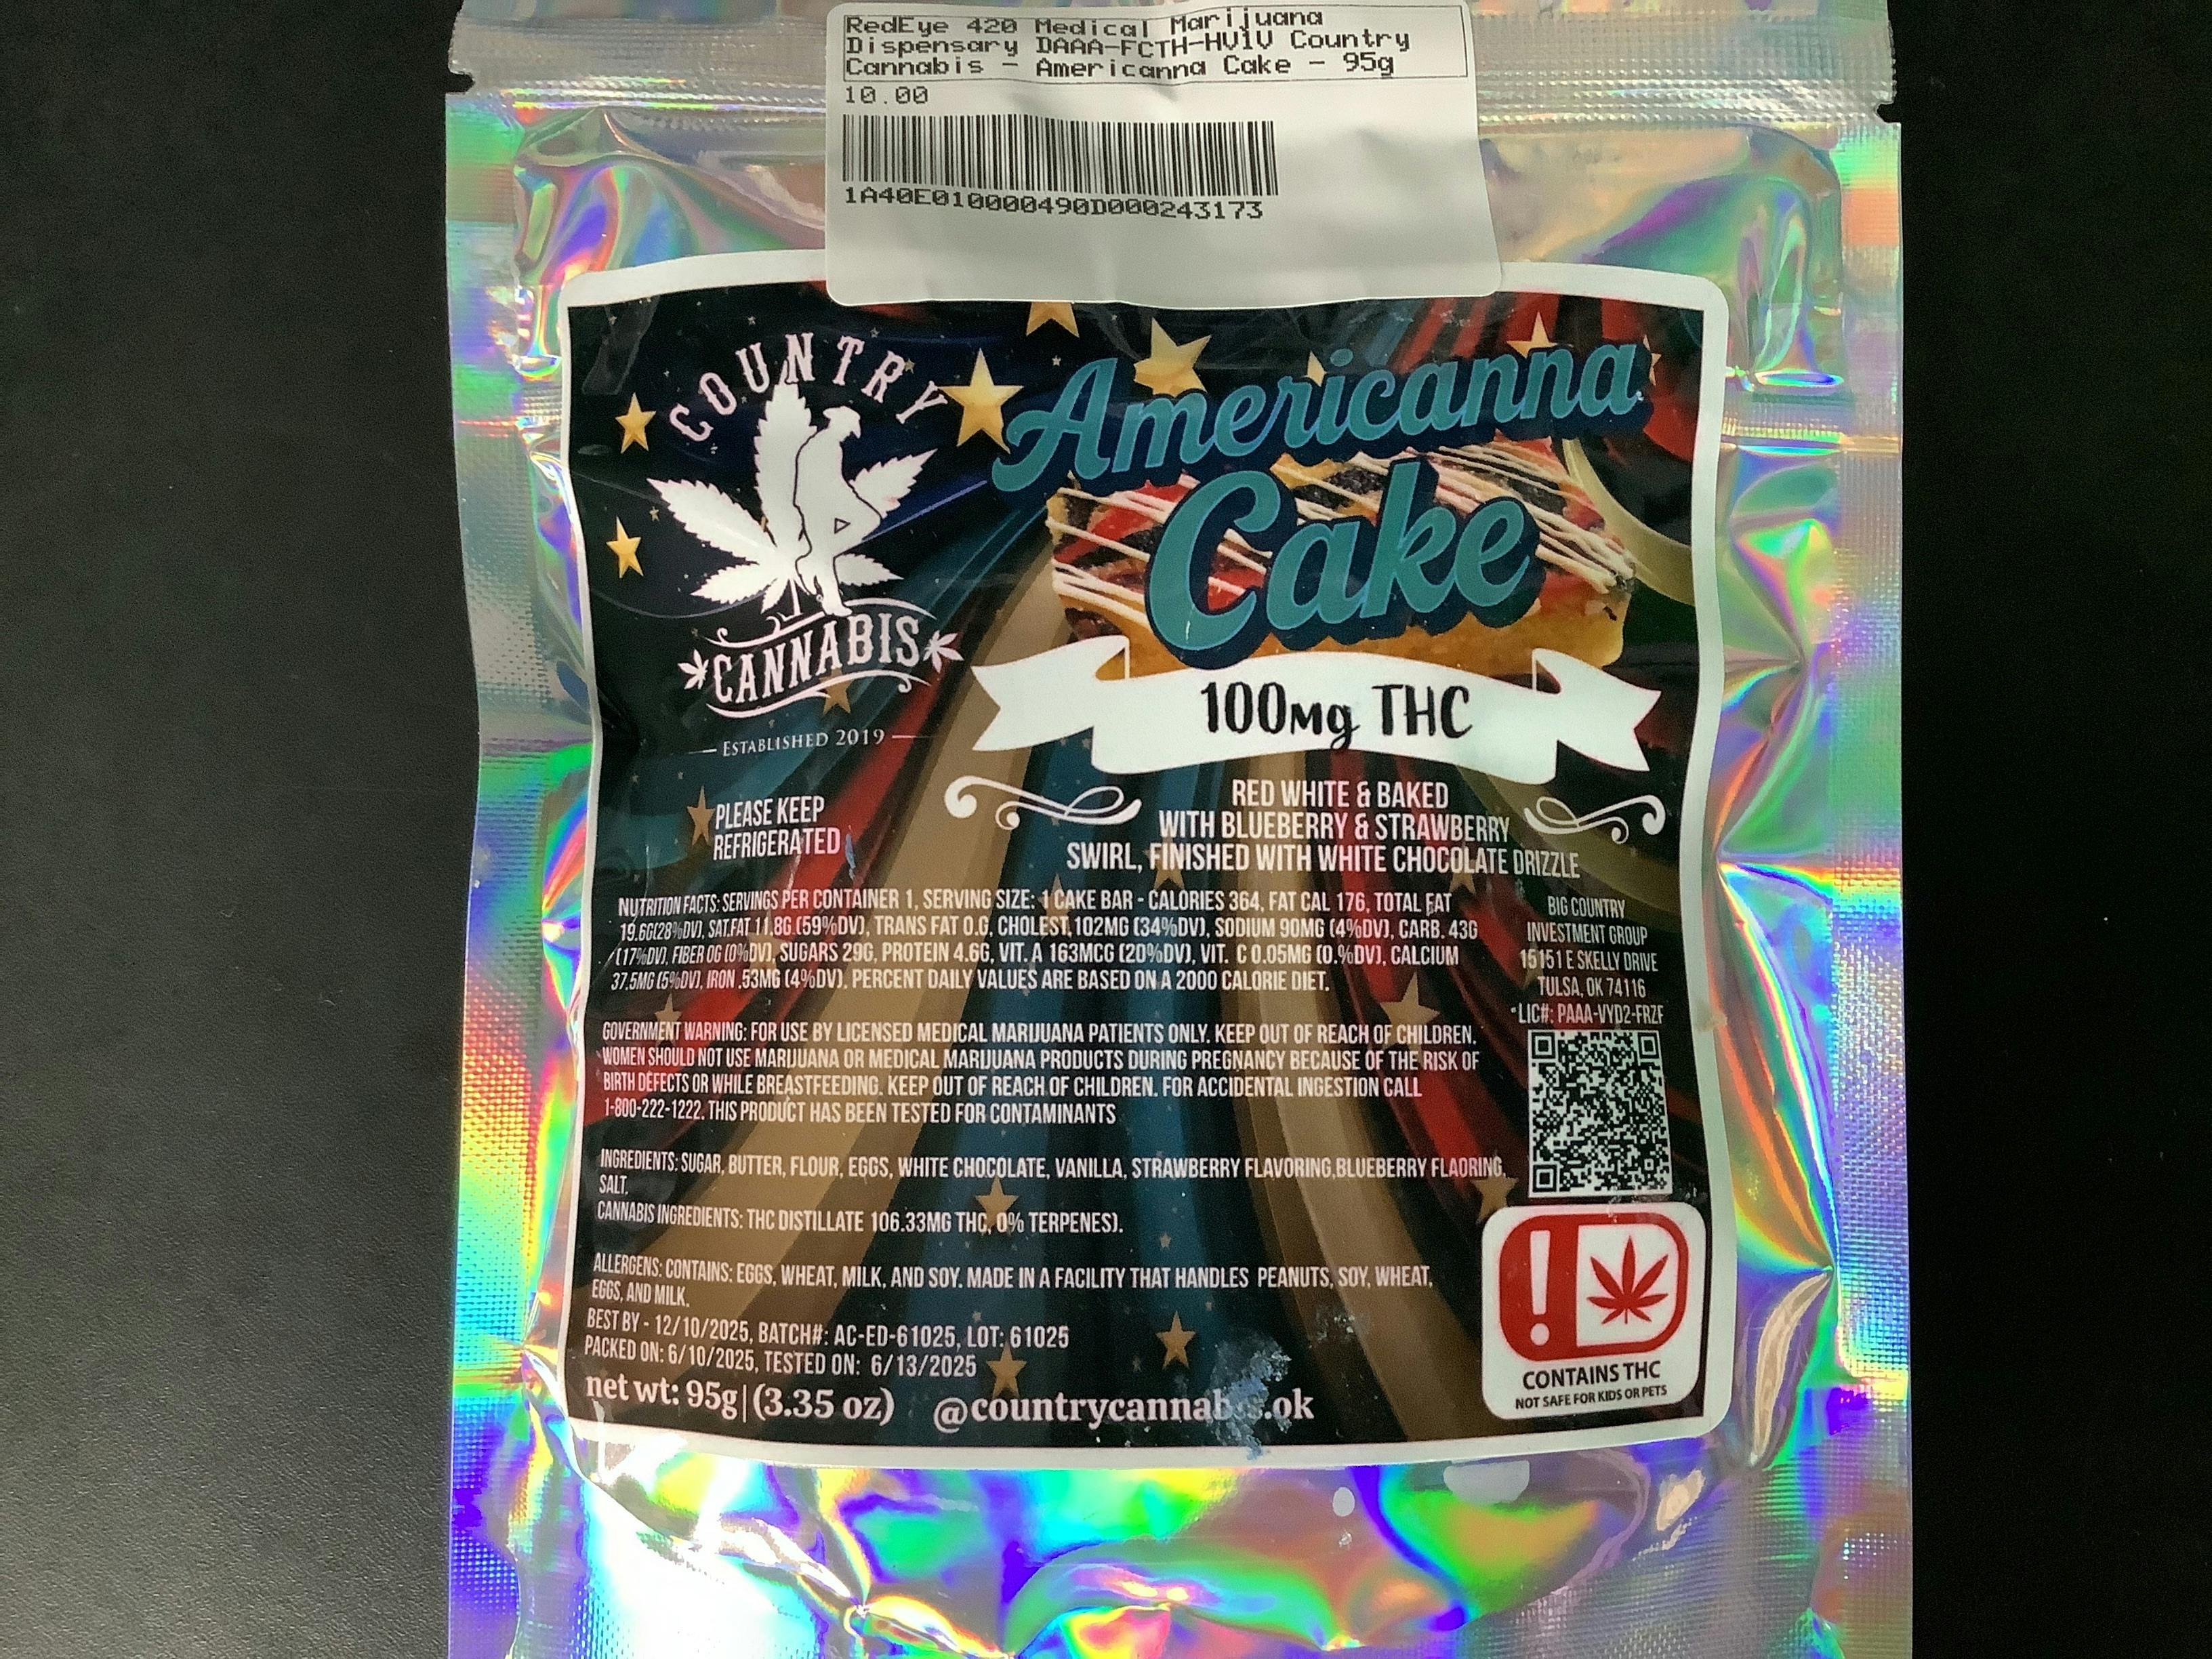 RedEye 420 Medical Marijuana
Dispensary DAAA-FCTH-HV1V Country
Cannabis - Americanna Cake - 95g
10.00
1A40E010000490D000243173
COUNTRY
CANNABIS
ESTABLISHED 2019
Americanna
Cake
100mg THC
PLEASE KEEP
REFRIGERATED
RED WHITE & BAKED
WITH BLUEBERRY & STRAWBERRY
SWIRL, FINISHED WITH WHITE CHOCOLATE DRIZZLE
NUTRITION FACTS: SERVINGS PER CONTAINER 1, SERVING SIZE: 1 CAKE BAR - CALORIES 364, FAT CAL 176, TOTAL FAT
19.6G(28%DV), SAT.FAT 11.8G (59%DV), TRANS FAT 0.G, CHOLEST.102MG (34%DV), SODIUM 90MG (4%DV), CARB. 43G
(17%DV), FIBER 0G (0%DV), SUGARS 29G, PROTEIN 4.6G, VIT. A 163MCG (20%DV), VIT. C 0.05MG (0.%DV), CALCIUM
37.5MG (5%DV), IRON .53MG (4%DV). PERCENT DAILY VALUES ARE BASED ON A 2000 CALORIE DIET.
BIG COUNTRY
INVESTMENT GROUP
15151 E SKELLY DRIVE
TULSA, OK 74116
LIC#: PAAA-VYD2-FRZF
GOVERNMENT WARNING: FOR USE BY LICENSED MEDICAL MARIJUANA PATIENTS ONLY. KEEP OUT OF REACH OF CHILDREN.
WOMEN SHOULD NOT USE MARIJUANA OR MEDICAL MARIJUANA PRODUCTS DURING PREGNANCY BECAUSE OF THE RISK OF
BIRTH DEFECTS OR WHILE BREASTFEEDING. KEEP OUT OF REACH OF CHILDREN. FOR ACCIDENTAL INGESTION CALL
1-800-222-1222. THIS PRODUCT HAS BEEN TESTED FOR CONTAMINANTS
INGREDIENTS: SUGAR, BUTTER, FLOUR, EGGS, WHITE CHOCOLATE, VANILLA, STRAWBERRY FLAVORING,BLUEBERRY FLAORING,
SALT.
CANNABIS INGREDIENTS: THC DISTILLATE 106.33MG THC, 0% TERPENES).
ALLERGENS: CONTAINS: EGGS, WHEAT, MILK, AND SOY. MADE IN A FACILITY THAT HANDLES PEANUTS, SOY, WHEAT,
EGGS, AND MILK.
BEST BY - 12/10/2025, BATCH#: AC-ED-61025, LOT: 61025
PACKED ON: 6/10/2025, TESTED ON: 6/13/2025
net wt: 95g|(3.35 oz) @countrycannabis.ok
!
CONTAINS THC
NOT SAFE FOR KIDS OR PETS